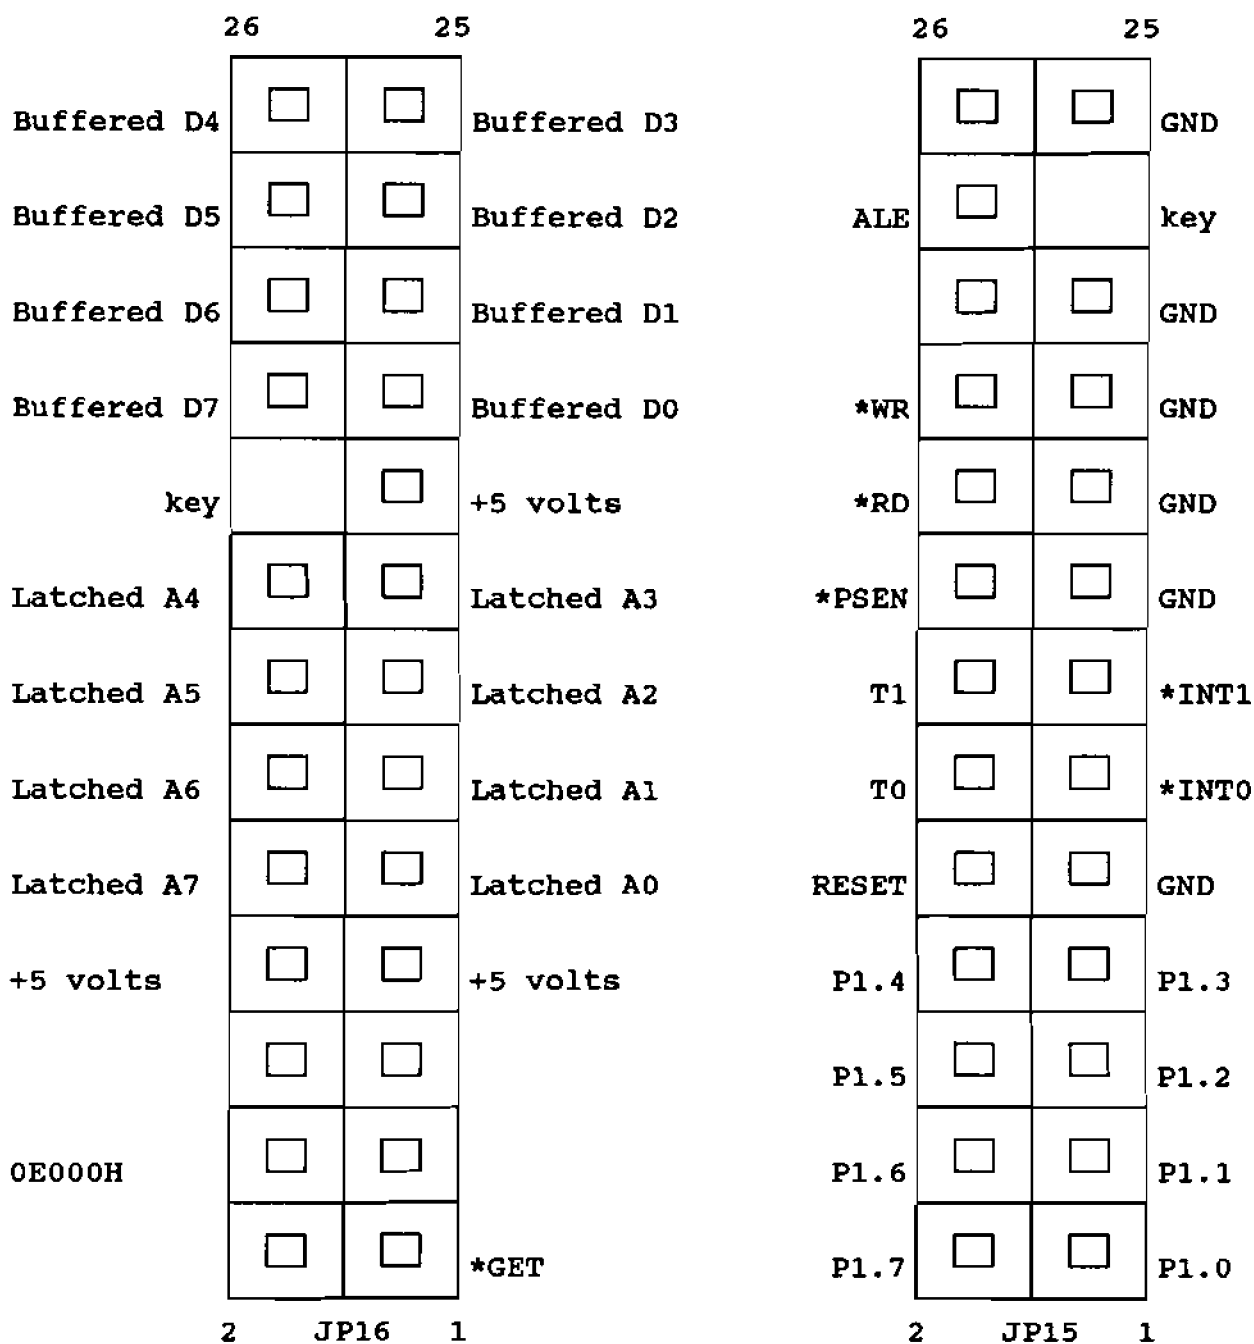 26 25 26 25
Buffered D4 Buffered D3 GND
Buffered D5 Buffered D2 ALE key
Buffered D6 Buffered D1 GND
Buffered D7 Buffered D0 *WR GND
key +5 volts *RD GND
Latched A4 Latched A3 *PSEN GND
Latched A5 Latched A2 T1 *INT1
Latched A6 Latched A1 T0 *INT0
Latched A7 Latched A0 RESET GND
+5 volts +5 volts P1.4 P1.3
P1.5 P1.2
0E000H P1.6 P1.1
*GET P1.7 P1.0
2 JP16 1 2 JP15 1